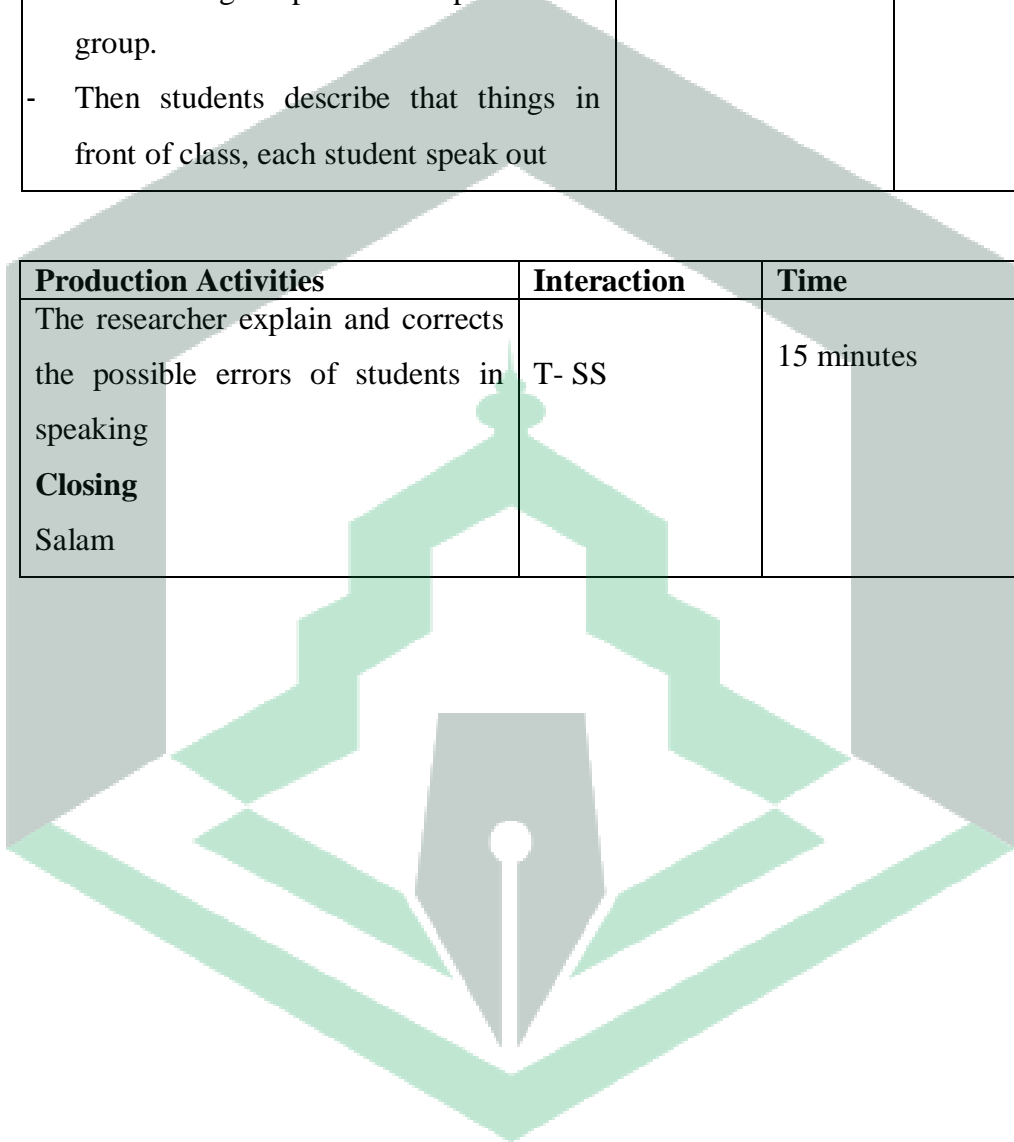 group.
- Then students describe that things in
front of class, each student speak out
Production Activities Interaction Time
The researcher explain and corrects
the possible errors of students in T- SS 15 minutes
speaking
Closing
Salam